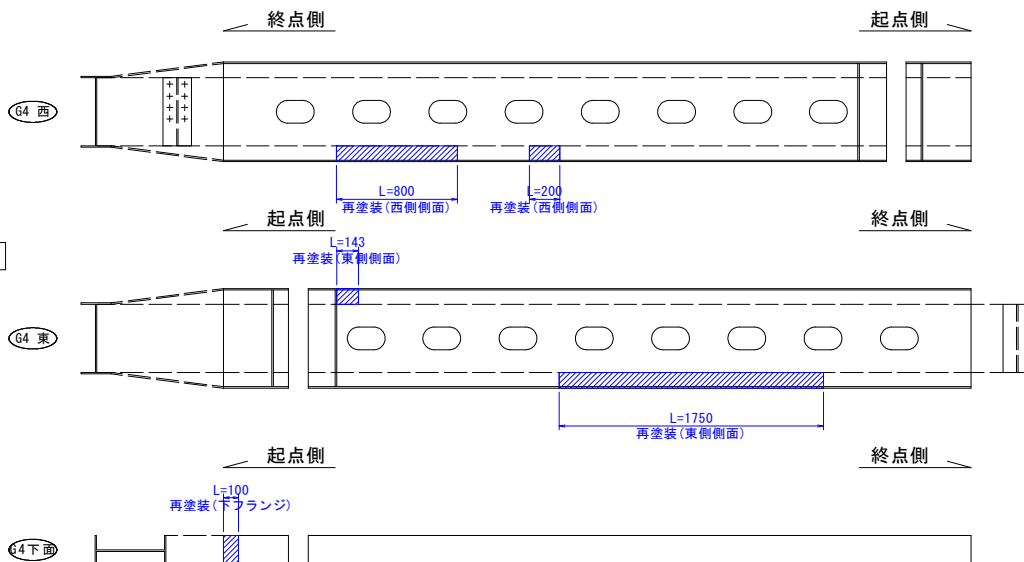 終点側
起点側
G4 西
L=800
L=200
再塗装(西側側面)
再塗装(西側側面)
起点側
終点側
L=143
再塗装(東側側面)
G4 東
L=1750
再塗装(東側側面)
起点側
終点側
L=100
再塗装(下フランジ)
G4下面